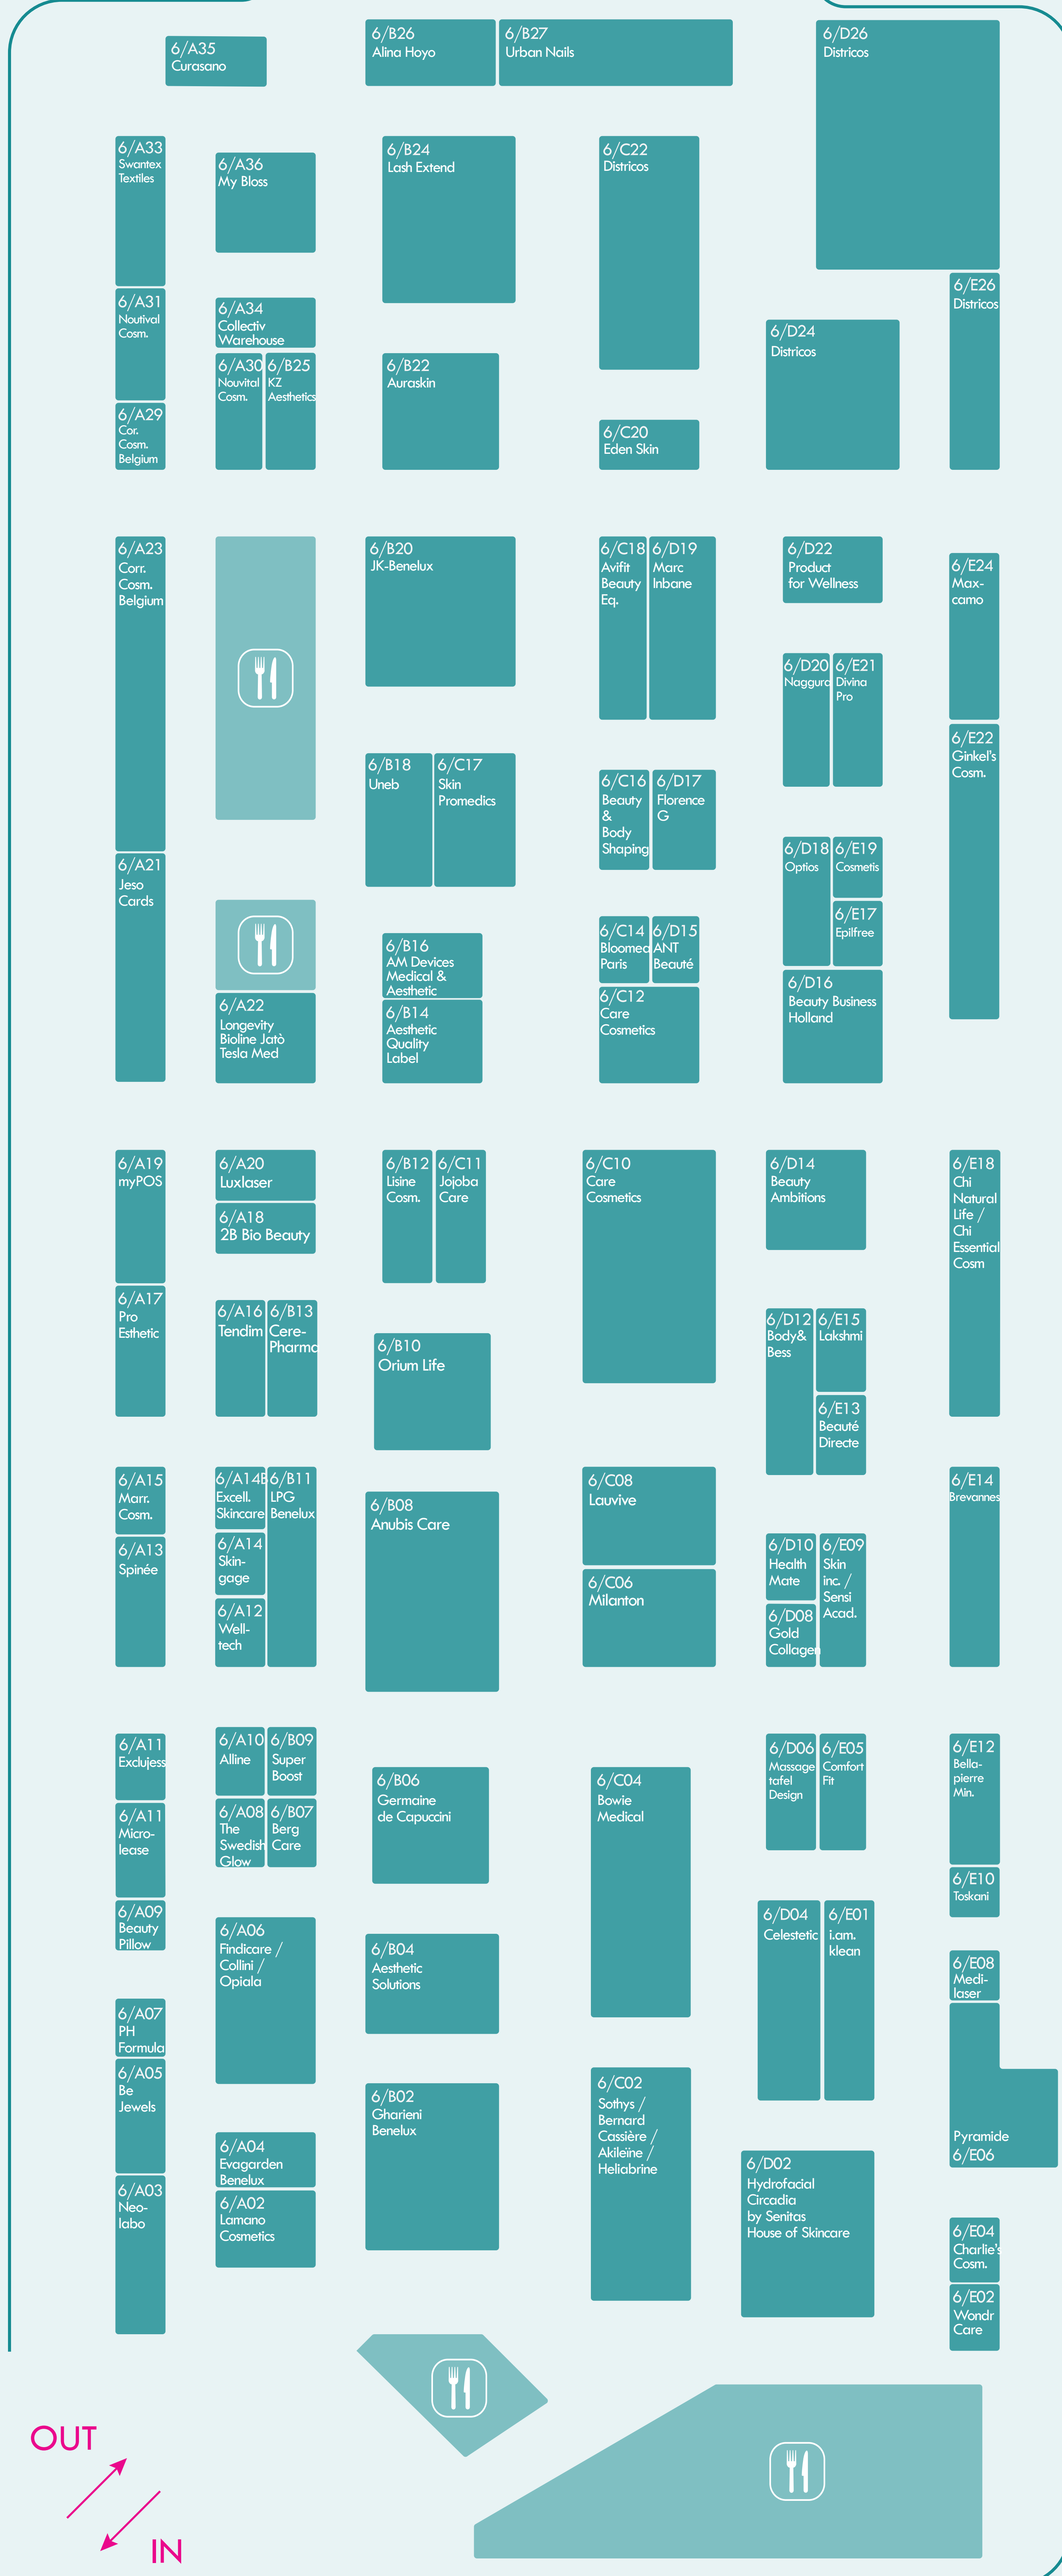 6/A35
Curasano
6/B26
Alina Hoyo
6/B27
Urban Nails
6/D26
Districos
6/A33
Swantex
Textiles
6/A36
My Bloss
6/B24
Lash Extend
6/C22
Districos
6/A31
Noutival
Cosm.
6/A34
Collectiv
Warehouse
6/E26
Districos
6/D24
Districos
6/A30
Nouvital
Cosm.
6/B25
KZ
Aesthetics
6/B22
Auraskin
6/A29
Cor.
Cosm.
Belgium
6/C20
Eden Skin
6/A23
Corr.
Cosm.
Belgium
6/B20
JK-Benelux
6/C18
Avifit
Beauty
Eq.
6/D19
Marc
Inbane
6/D22
Product
for Wellness
6/E24
Max-
camo
6/D20
Naggura
6/E21
Divina
Pro
6/E22
Ginkel's
Cosm.
6/B18
Uneb
6/C17
Skin
Promedics
6/C16
Beauty
&
Body
Shaping
6/D17
Florence
G
6/A21
Jeso
Cards
6/D18
Optios
6/E19
Cosmetis
6/E17
Epilfree
6/B16
AM Devices
Medical &
Aesthetic
6/C14
Bloomea
Paris
6/D15
ANT
Beauté
6/D16
Beauty Business
Holland
6/A22
Longevity
Bioline Jatò
Tesla Med
6/B14
Aesthetic
Quality
Label
6/C12
Care
Cosmetics
6/A19
myPOS
6/A20
Luxlaser
6/A18
2B Bio Beauty
6/B12
Lisine
Cosm.
6/C11
Jojoba
Care
6/C10
Care
Cosmetics
6/D14
Beauty
Ambitions
6/E18
Chi
Natural
Life /
Chi
Essential
Cosm
6/A17
Pro
Esthetic
6/A16
Tendim
6/B13
Cere-
Pharma
6/B10
Orium Life
6/D12
Body&
Bess
6/E15
Lakshmi
6/E13
Beauté
Directe
6/A15
Marr.
Cosm.
6/A14B
Excell.
Skincare
6/B11
LPG
Benelux
6/B08
Anubis Care
6/C08
Lauvive
6/E14
Brevannes
6/A13
Spinée
6/A14
Skin-
gage
6/A12
Well-
tech
6/C06
Milanton
6/D10
Health
Mate
6/E09
Skin
inc. /
Sensi
Acad.
6/D08
Gold
Collagen
6/A11
Exclujess
6/A10
Alline
6/B09
Super
Boost
6/B06
Germaine
de Capuccini
6/C04
Bowie
Medical
6/D06
Massage
tafel
Design
6/E05
Comfort
Fit
6/E12
Bella-
pierre
Min.
6/A11
Micro-
lease
6/A08
The
Swedish
Glow
6/B07
Berg
Care
6/E10
Toskani
6/A09
Beauty
Pillow
6/A06
Findicare /
Collini /
Opiala
6/B04
Aesthetic
Solutions
6/D04
Celestetic
6/E01
i.am.
klean
6/E08
Medi-
laser
6/A07
PH
Formula
6/A05
Be
Jewels
6/B02
Gharieni
Benelux
6/C02
Sothys /
Bernard
Cassière /
Akileïne /
Heliabrine
Pyramide
6/E06
6/A04
Evagarden
Benelux
6/D02
Hydrofacial
Circadia
by Senitas
House of Skincare
6/A03
Neo-
labo
6/A02
Lamano
Cosmetics
6/E04
Charlie's
Cosm.
6/E02
Wondr
Care
OUT
IN